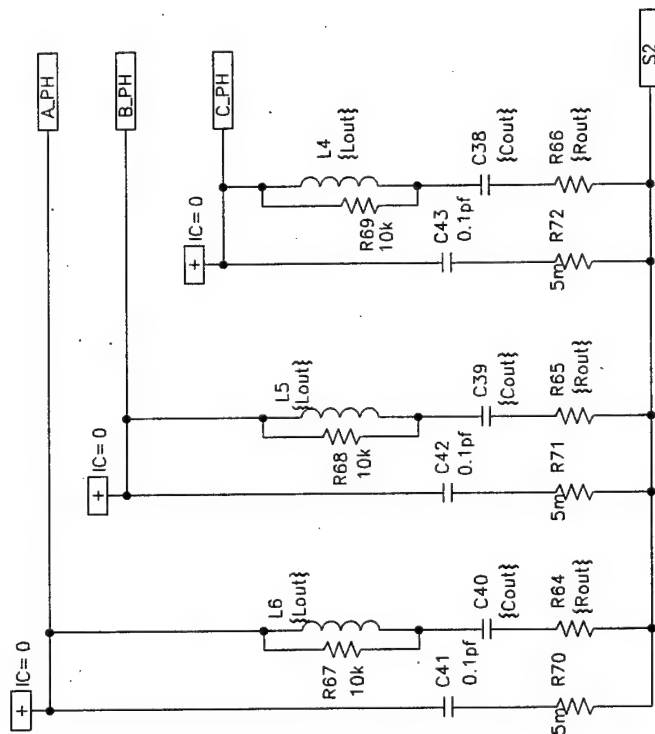 A_PH
B_PH
C_PH
S2
+ IC= 0
+ IC= 0
+ IC= 0
L4
{Lout}
R69
10k
C43
0.1pf
C38
{Cout}
R72
5m
R66
{Rout}
L5
{Lout}
R68
10k
C42
0.1pf
C39
{Cout}
R71
5m
R65
{Rout}
L6
{Lout}
R67
10k
C41
0.1pf
C40
{Cout}
R70
5m
R64
{Rout}